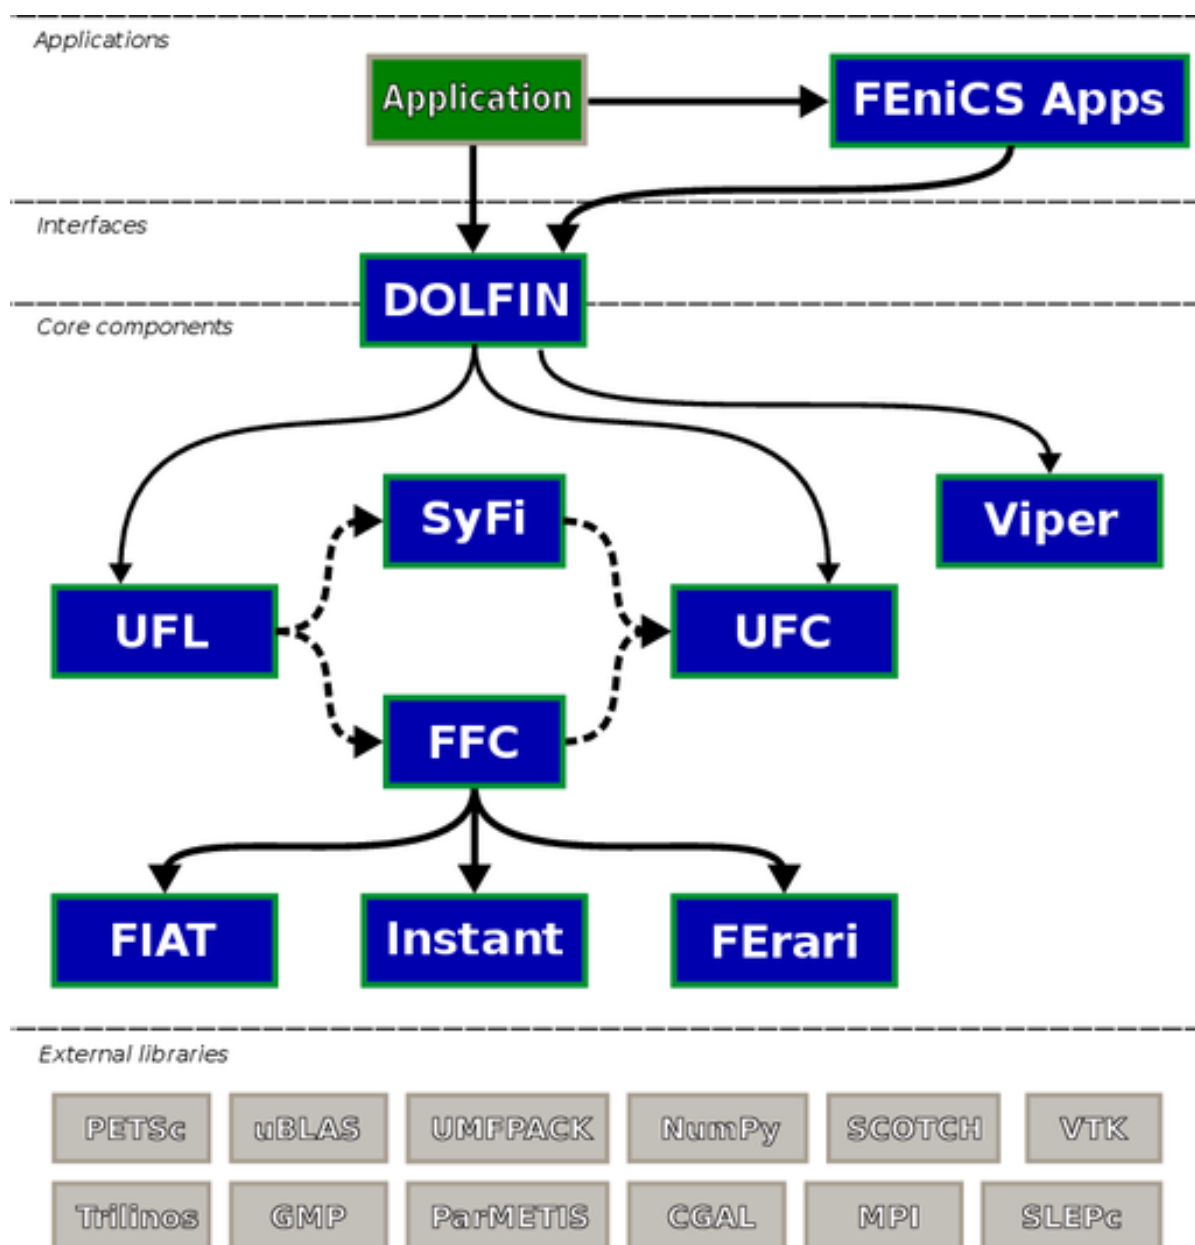 Applications
Application
FEniCS Apps
Interfaces
DOLFIN
Core components
SyFi
Viper
UFL
UFC
FFC
FIAT
Instant
FErari
External libraries
PETSc
uBLAS
UMFPACK
NumPy
SCOTCH
VTK
Trilinos
GMP
ParMETIS
CGAL
MPI
SLEPc